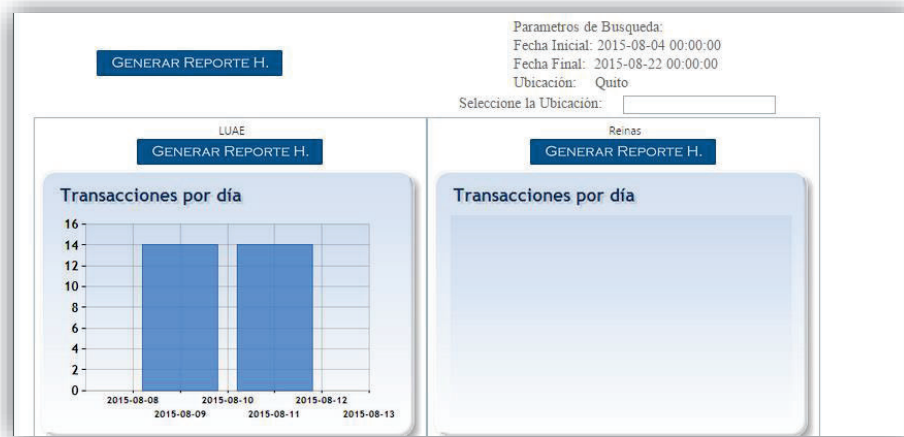 Parametros de Busqueda:
Fecha Inicial: 2015-08-04 00:00:00
GENERAR REPORTE H.
Fecha Final: 2015-08-22 00:00:00
Ubicación: Quito
Seleccione la Ubicación:
LUAE
GENERAR REPORTE H.
Transacciones por día
16
14
12
10
8
6
4
2
0
2015-08-08 2015-08-10 2015-08-12
2015-08-09 2015-08-11 2015-08-13
Reinas
GENERAR REPORTE H.
Transacciones por día